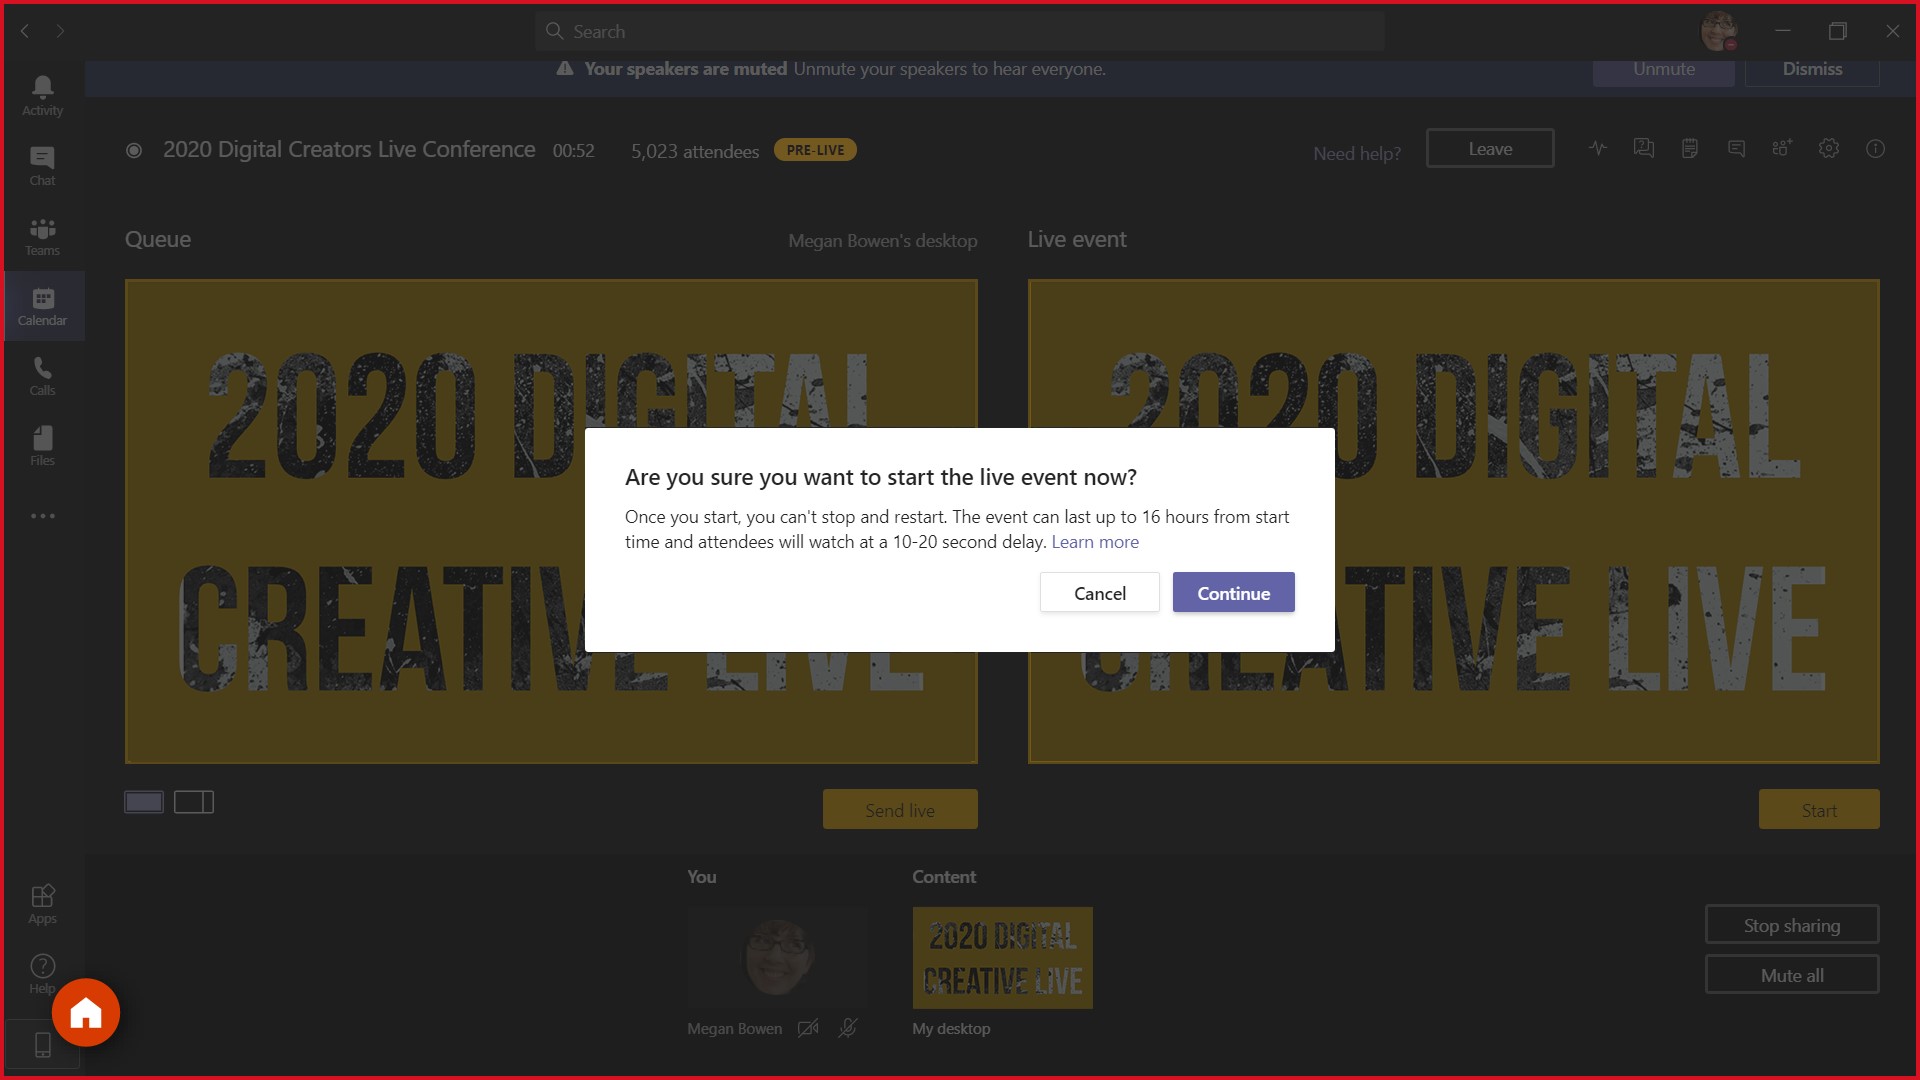 Search
Your speakers are muted Unmute your speakers to hear everyone.
Unmute
Dismiss
Activity
Chat
Teams
Calendar
Calls
Files
Apps
Help
2020 Digital Creators Live Conference
00:52
5,023 attendees
PRE-LIVE
Need help?
Leave
Queue
Megan Bowen's desktop
Live event
2020 DIGITAL
CREATIVE LIVE
2020 DIGITAL
CREATIVE LIVE
Are you sure you want to start the live event now?
Once you start, you can't stop and restart. The event can last up to 16 hours from start
time and attendees will watch at a 10-20 second delay. Learn more
Cancel
Continue
Send live
Start
You
Content
2020 DIGITAL
CREATIVE LIVE
Megan Bowen
My desktop
Stop sharing
Mute all